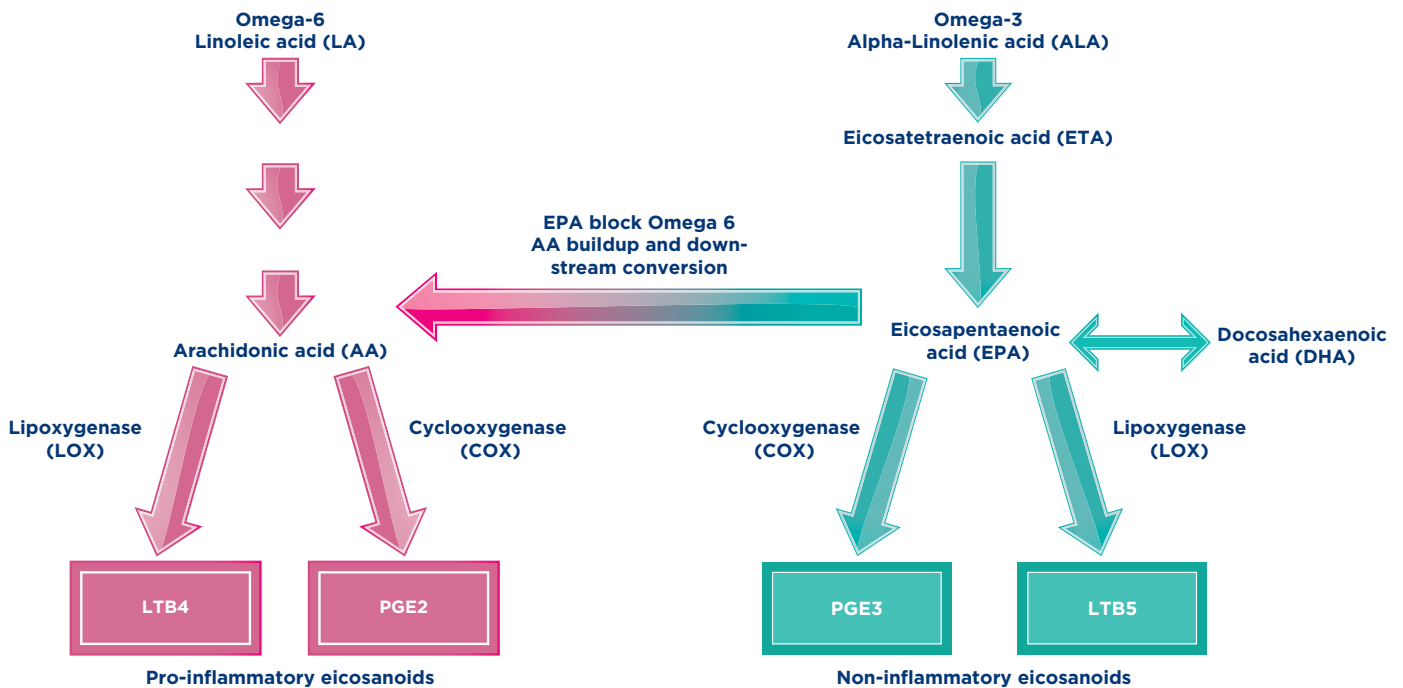 Omega-6
Linoleic acid (LA)
Omega-3
Alpha-Linolenic acid (ALA)
Eicosatetraenoic acid (ETA)
EPA block Omega 6
AA buildup and down-
stream conversion
Arachidonic acid (AA)
Eicosapentaenoic
acid (EPA)
Docosahexaenoic
acid (DHA)
Lipoxygenase
(LOX)
Cyclooxygenase
(COX)
Cyclooxygenase
(COX)
Lipoxygenase
(LOX)
LTB4
PGE2
PGE3
LTB5
Pro-inflammatory eicosanoids
Non-inflammatory eicosanoids